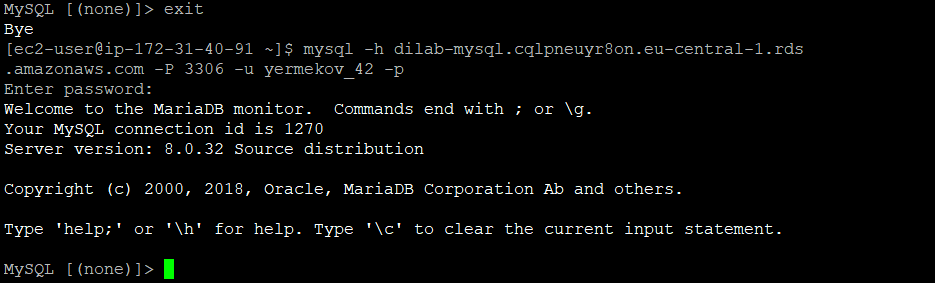 MySQL [(none)]> exit
Bye
[ec2-user@ip-172-31-40-91 ~]$ mysql -h dilab-mysql.cqlpneuyr8on.eu-central-1.rds
.amazonaws.com -P 3306 -u yermekov_42 -p
Enter password:
Welcome to the MariaDB monitor.  Commands end with ; or \g.
Your MySQL connection id is 1270
Server version: 8.0.32 Source distribution

Copyright (c) 2000, 2018, Oracle, MariaDB Corporation Ab and others.

Type 'help;' or '\h' for help. Type '\c' to clear the current input statement.

MySQL [(none)]>